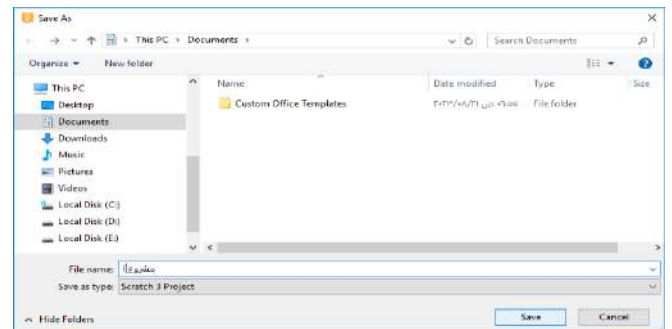 Save As
This PC > Documents >
Search Documents
Organize
New folder
This PC
Desktop
Documents
Downloads
Music
Pictures
Videos
Local Disk (C:)
Local Disk (D:)
Local Disk (E:)
Name
Date modified
Type
Size
Custom Office Templates
File folder
File name: مشروع1
Save as type: Scratch 3 Project
Hide Folders
Save
Cancel